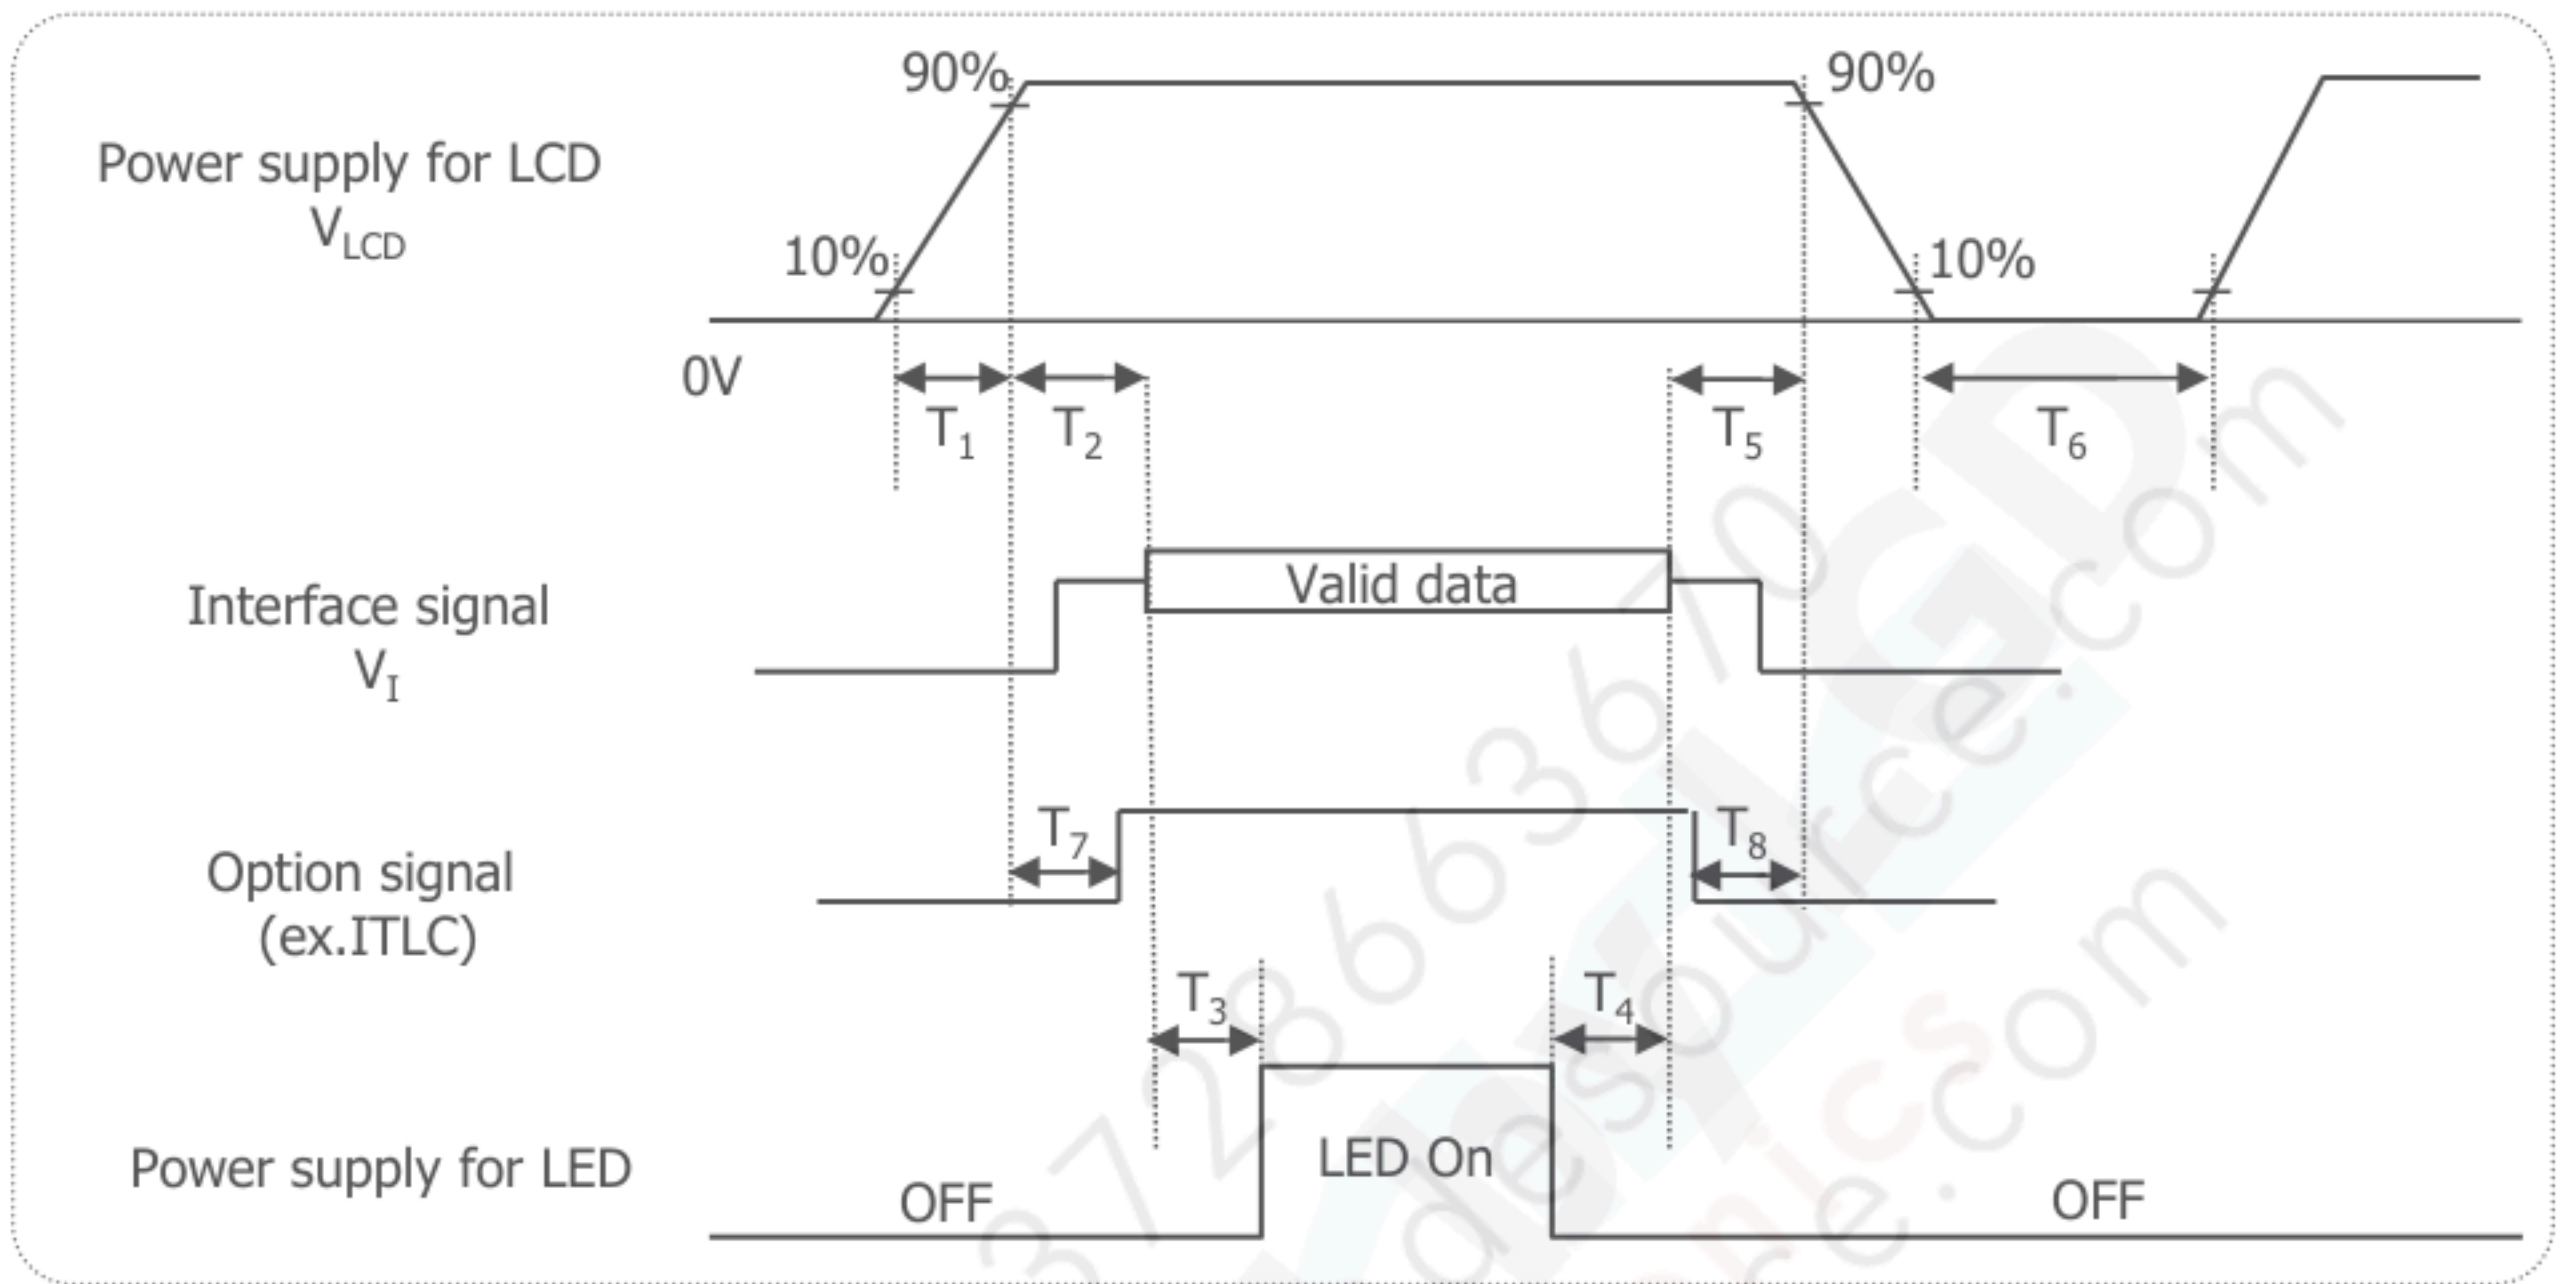 90%
90%
Power supply for LCD
VLCD
10%
10%
0V
T1
T2
T5
T6
Interface signal
VI
Valid data
T7
T8
Option signal
(ex.ITLC)
T3
T4
Power supply for LED
OFF
LED On
OFF